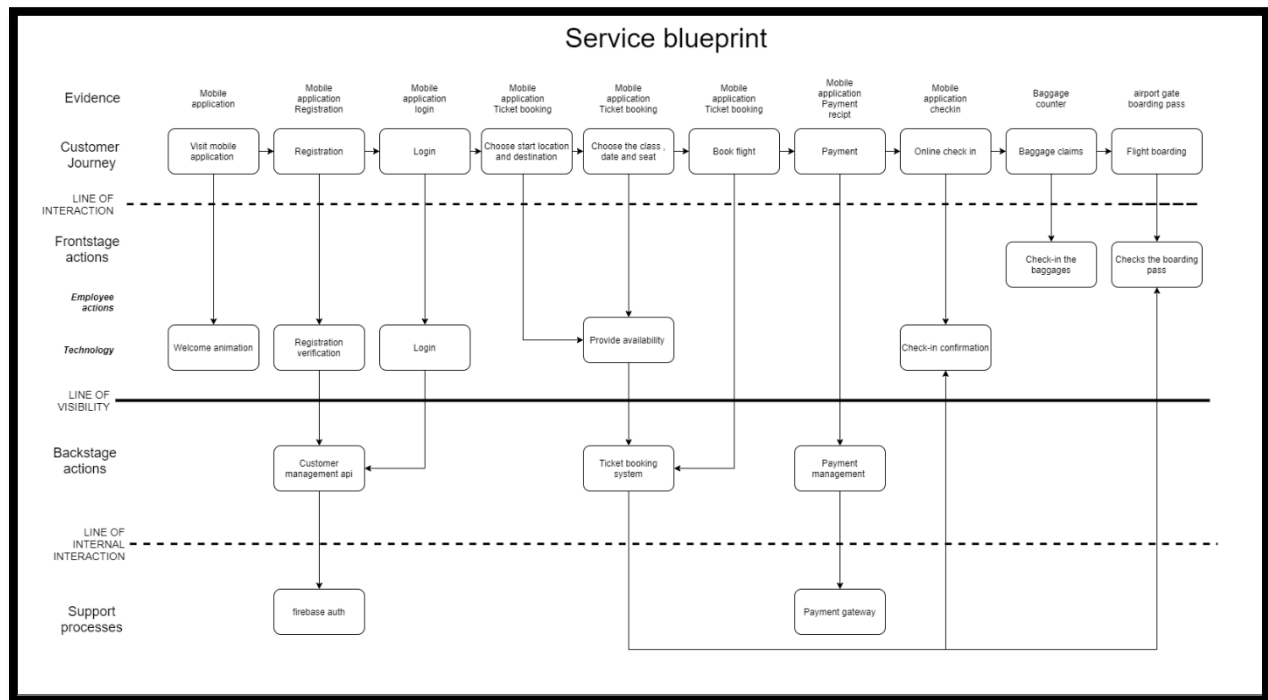 Service blueprint
Evidence
Mobile
application
Mobile
application
Registration
Mobile
application
login
Mobile
application
Ticket booking
Mobile
application
Ticket booking
Mobile
application
Ticket booking
Mobile
application
Payment
recipt
Mobile
application
checkin
Baggage
counter
airport gate
boarding pass
Customer
Journey
Visit mobile
application
Registration
Login
Choose start location
and destination
Choose the class ,
date and seat
Book flight
Payment
Online check in
Baggage claims
Flight boarding
LINE OF
INTERACTION
Frontstage
actions
Check-in the
baggages
Checks the boarding
pass
Employee
actions
Technology
Welcome animation
Registration
verification
Login
Provide availability
Check-in confirmation
LINE OF
VISIBILITY
Backstage
actions
Customer
management api
Ticket booking
system
Payment
management
LINE OF
INTERNAL
INTERACTION
Support
processes
firebase auth
Payment gateway